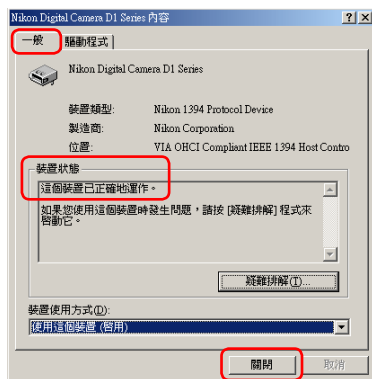 Nikon Digital Camera D1 Series 內容
一般
驅動程式
Nikon Digital Camera D1 Series
裝置類型: Nikon 1394 Protocol Device
製造商: Nikon Corporation
位置: VIA OHCI Compliant IEEE 1394 Host Contro
裝置狀態
這個裝置已正確地運作。
如果您使用這個裝置時發生問題，請按 [疑難排解] 程式來
啓動它。
疑難排解(T)...
裝置使用方式(D):
使用這個裝置 (啓用)
關閉
取消